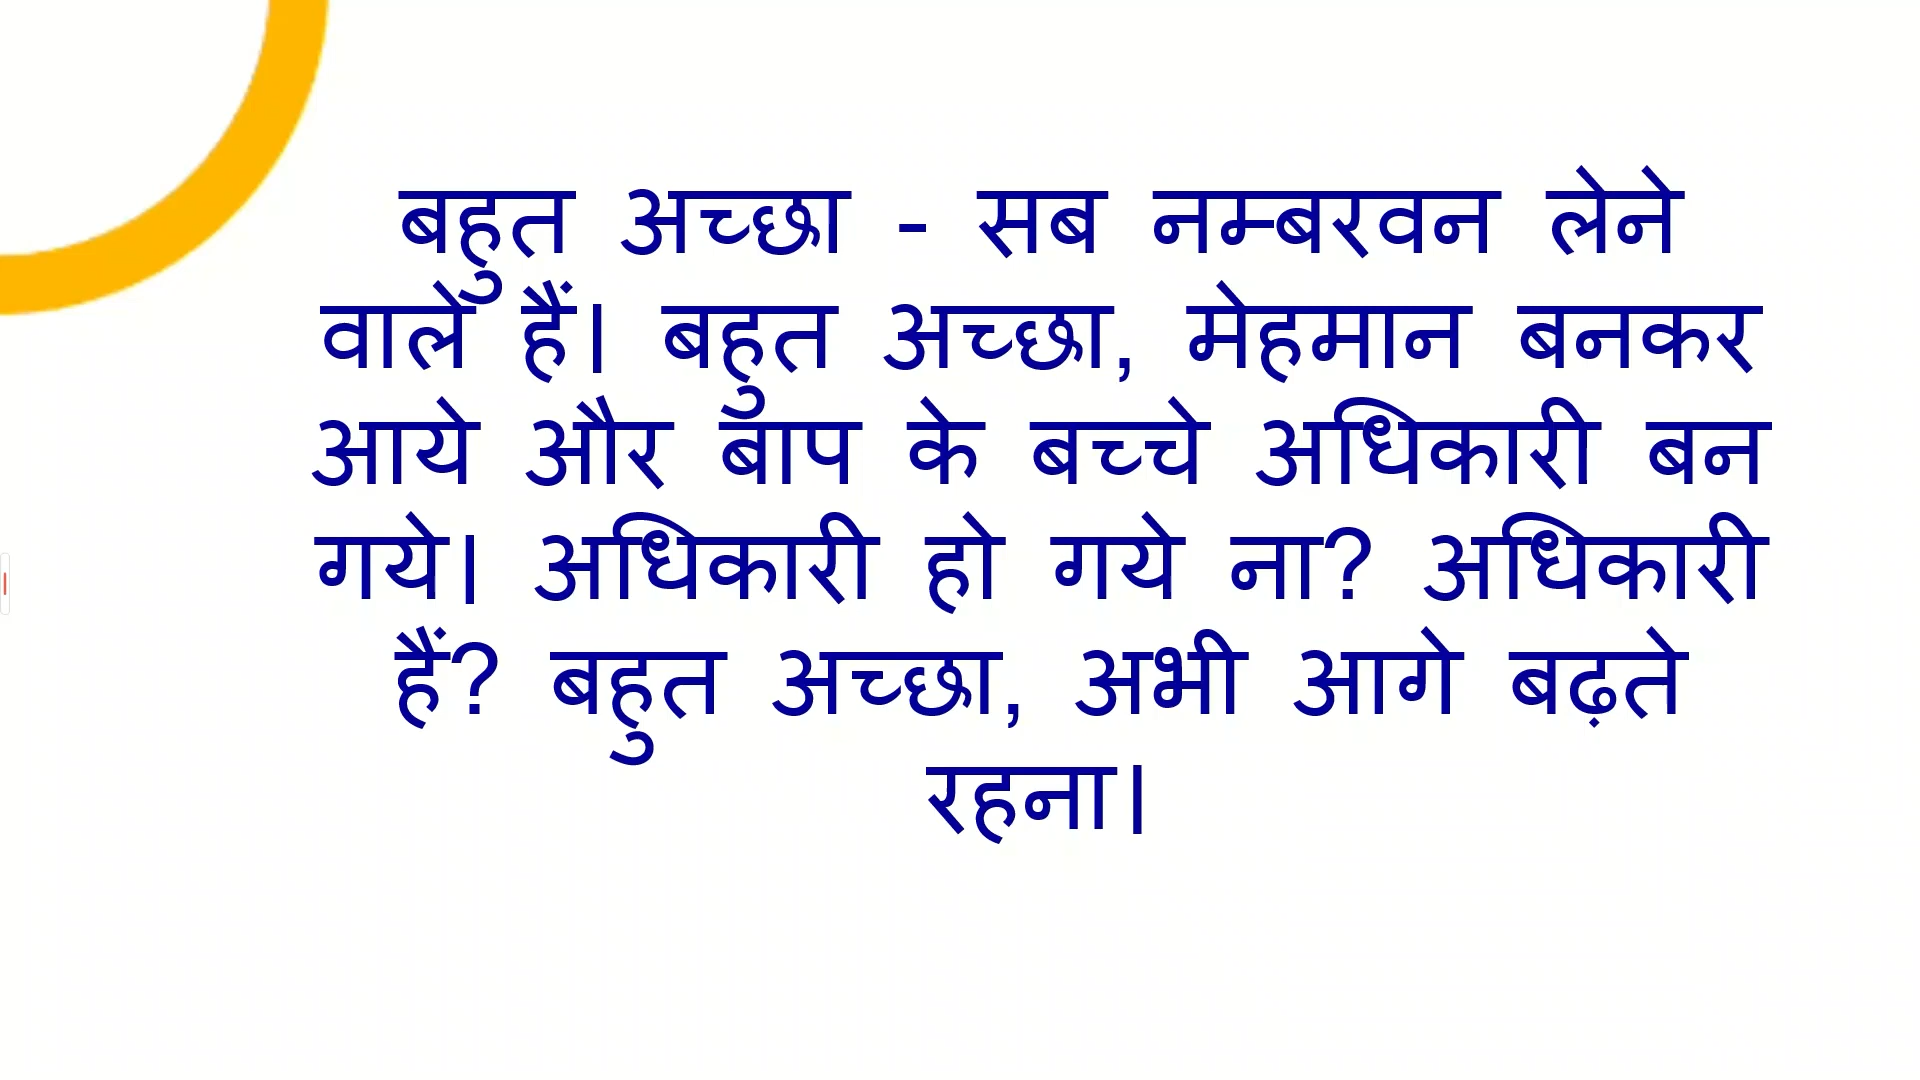 बहुत अच्छा - सब नम्बरवन लेने
वाले हैं। बहुत अच्छा, मेहमान बनकर
आये और बाप के बच्चे अधिकारी बन
गये। अधिकारी हो गये ना? अधिकारी
हैं? बहुत अच्छा, अभी आगे बढ़ते
रहना।